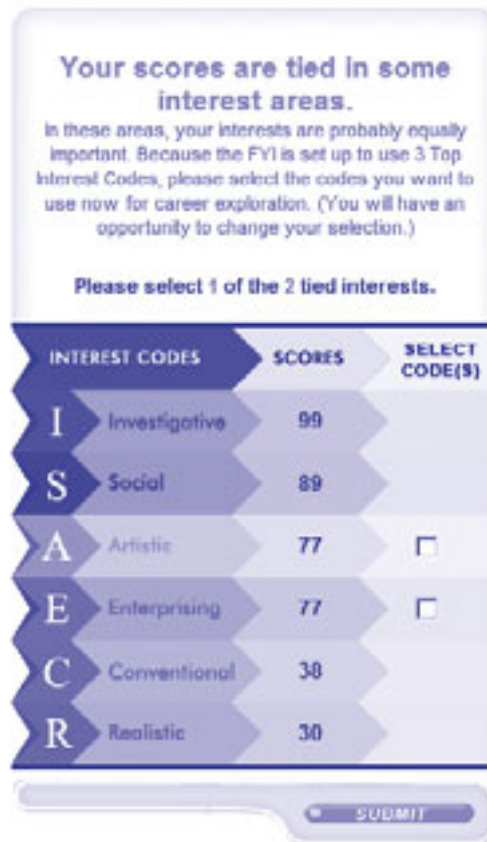 Your scores are tied in some
interest areas.
In these areas, your interests are probably equally
important. Because the FYI is set up to use 3 Top
Interest Codes, please select the codes you want to
use now for career exploration. (You will have an
opportunity to change your selection.)
Please select 1 of the 2 tied interests.
INTEREST CODES SCORES SELECT CODE(S)
I Investigative 99
S Social 89
A Artistic 77
E Enterprising 77
C Conventional 38
R Realistic 30
SUBMIT